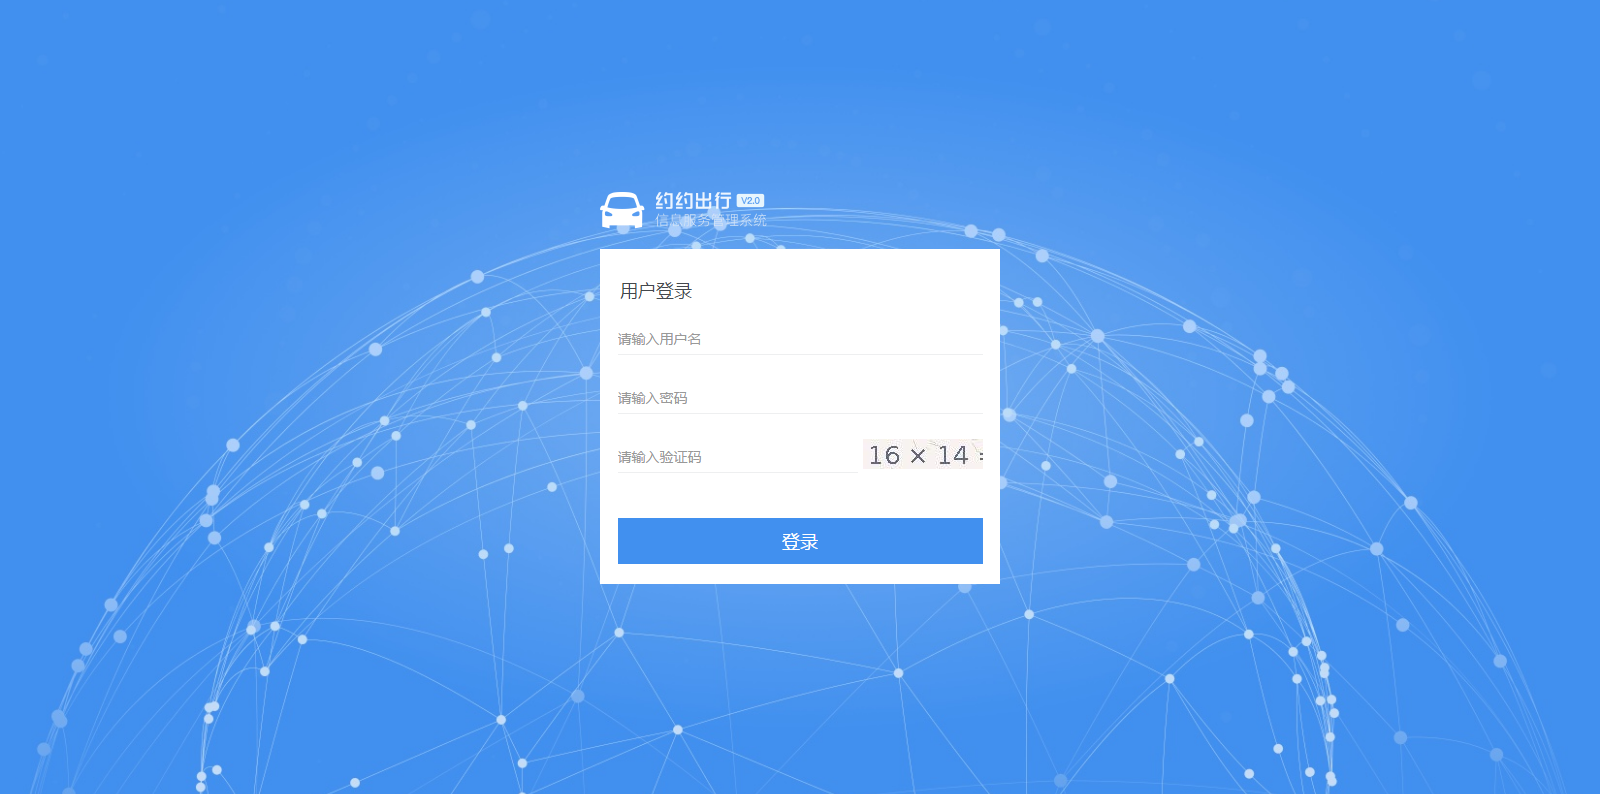 约约出行 V2.0
信息服务管理系统
用户登录
请输入用户名
请输入密码
请输入验证码
16 × 14 =
登录